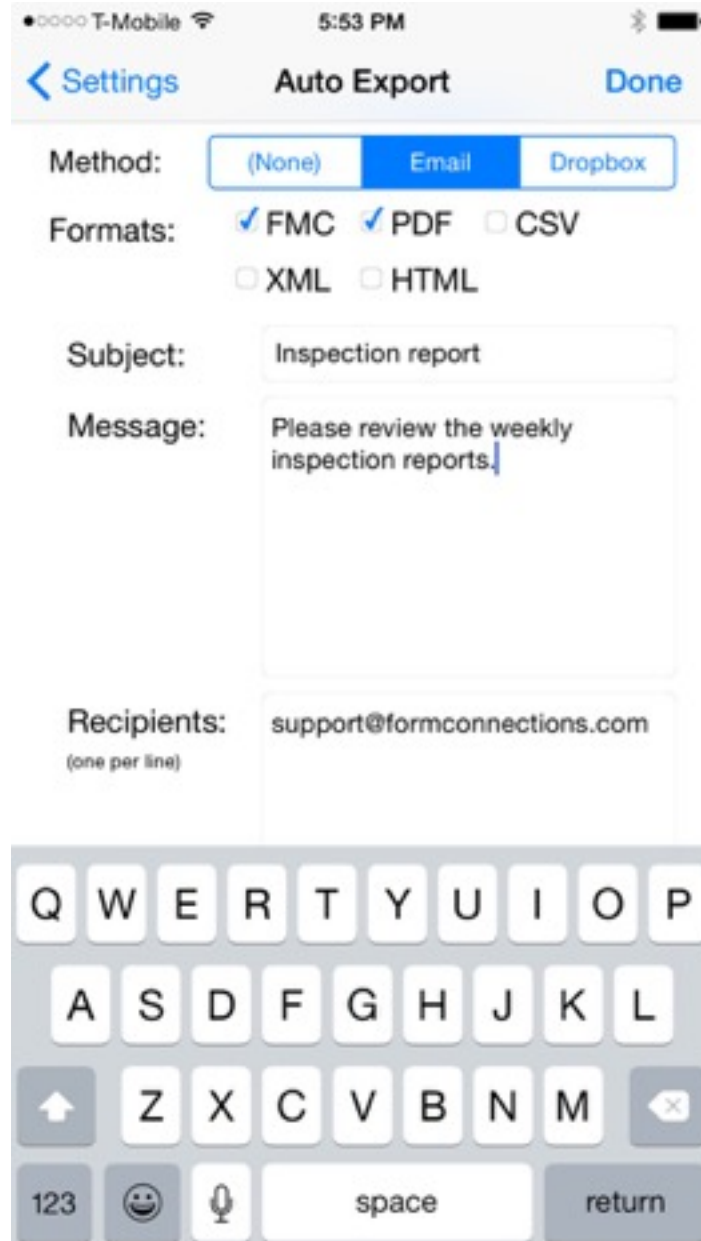 T-Mobile 5:53 PM
Settings Auto Export Done
Method: (None) Email Dropbox
Formats: FMC PDF CSV
XML HTML
Subject: Inspection report
Message: Please review the weekly
inspection reports.
Recipients: support@formconnections.com
(one per line)
Q W E R T Y U I O P
A S D F G H J K L
Z X C V B N M
123 space return